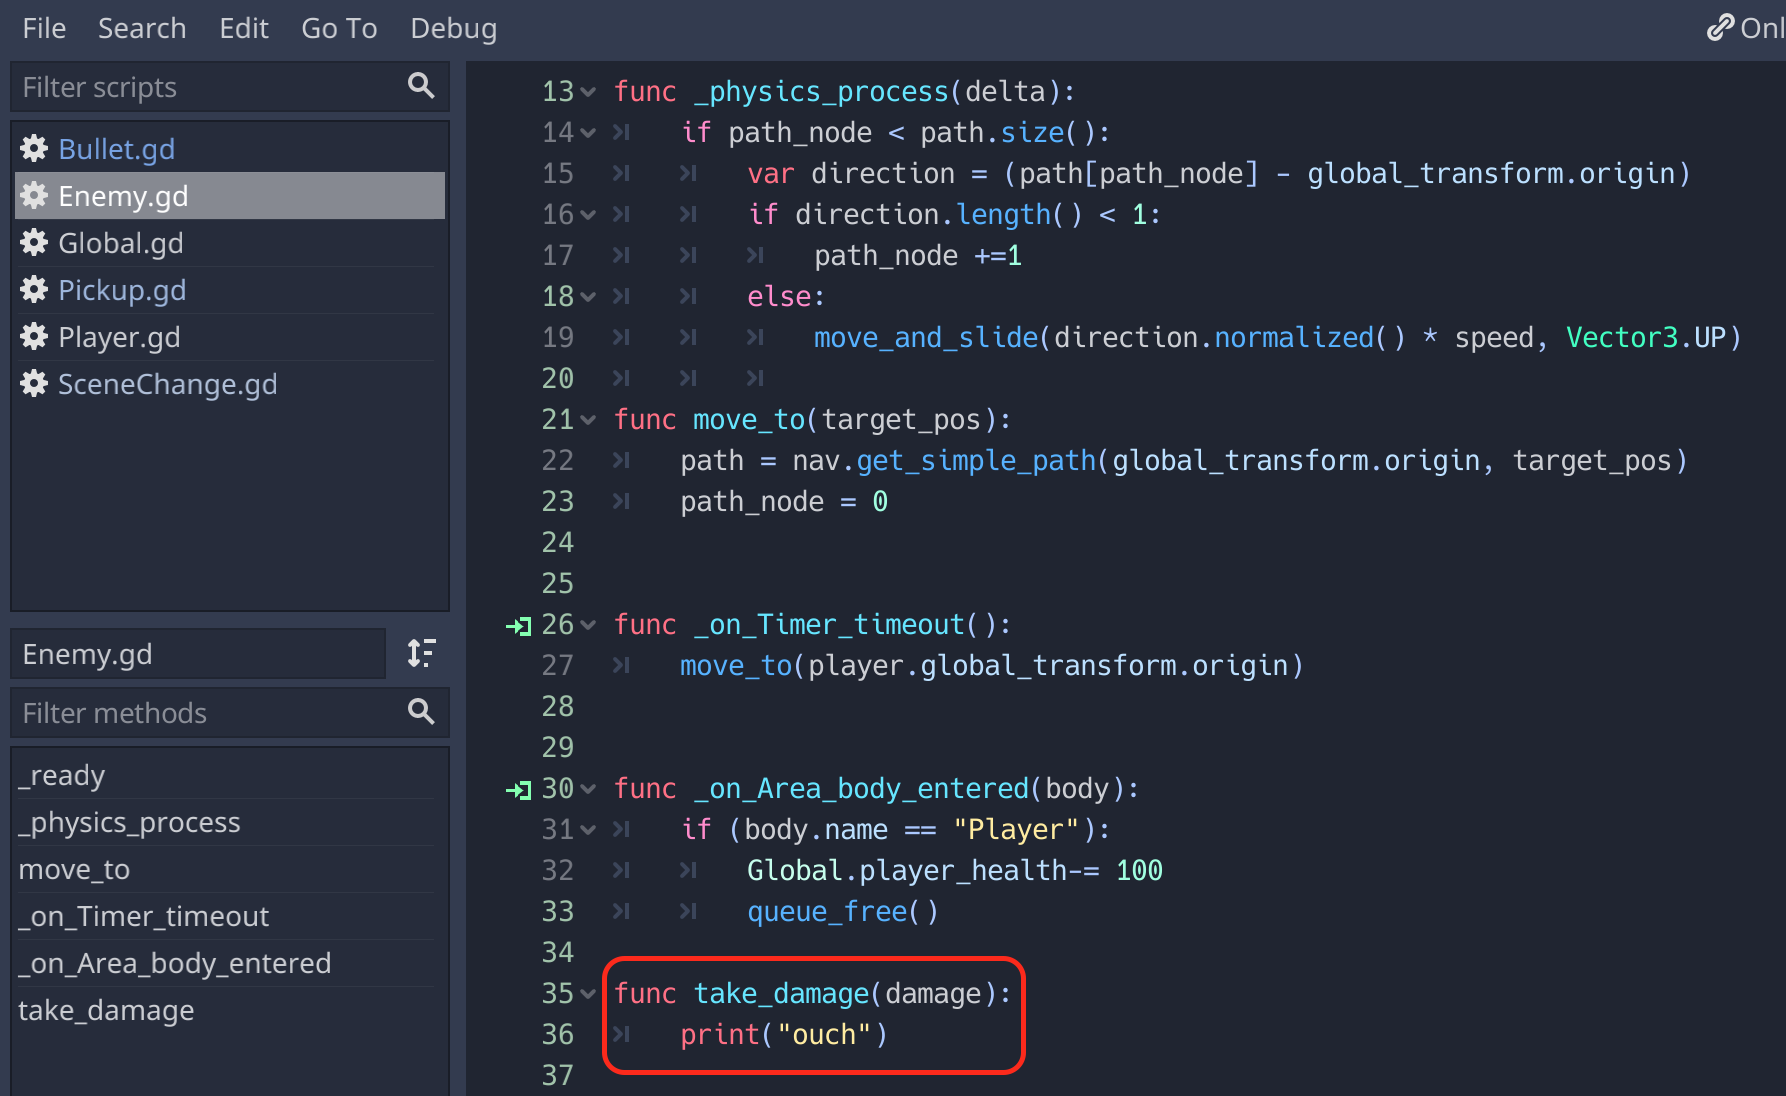 File Search Edit Go To Debug Onl
Filter scripts
Bullet.gd
Enemy.gd
Global.gd
Pickup.gd
Player.gd
SceneChange.gd
Enemy.gd
Filter methods
_ready
_physics_process
move_to
_on_Timer_timeout
_on_Area_body_entered
take_damage
13 func _physics_process(delta):
14 if path_node < path.size():
15 var direction = (path[path_node] - global_transform.origin)
16 if direction.length() < 1:
17 path_node +=1
18 else:
19 move_and_slide(direction.normalized() * speed, Vector3.UP)
20
21 func move_to(target_pos):
22 path = nav.get_simple_path(global_transform.origin, target_pos)
23 path_node = 0
24
25
26 func _on_Timer_timeout():
27 move_to(player.global_transform.origin)
28
29
30 func _on_Area_body_entered(body):
31 if (body.name == "Player"):
32 Global.player_health-= 100
33 queue_free()
34
35 func take_damage(damage):
36 print("ouch")
37